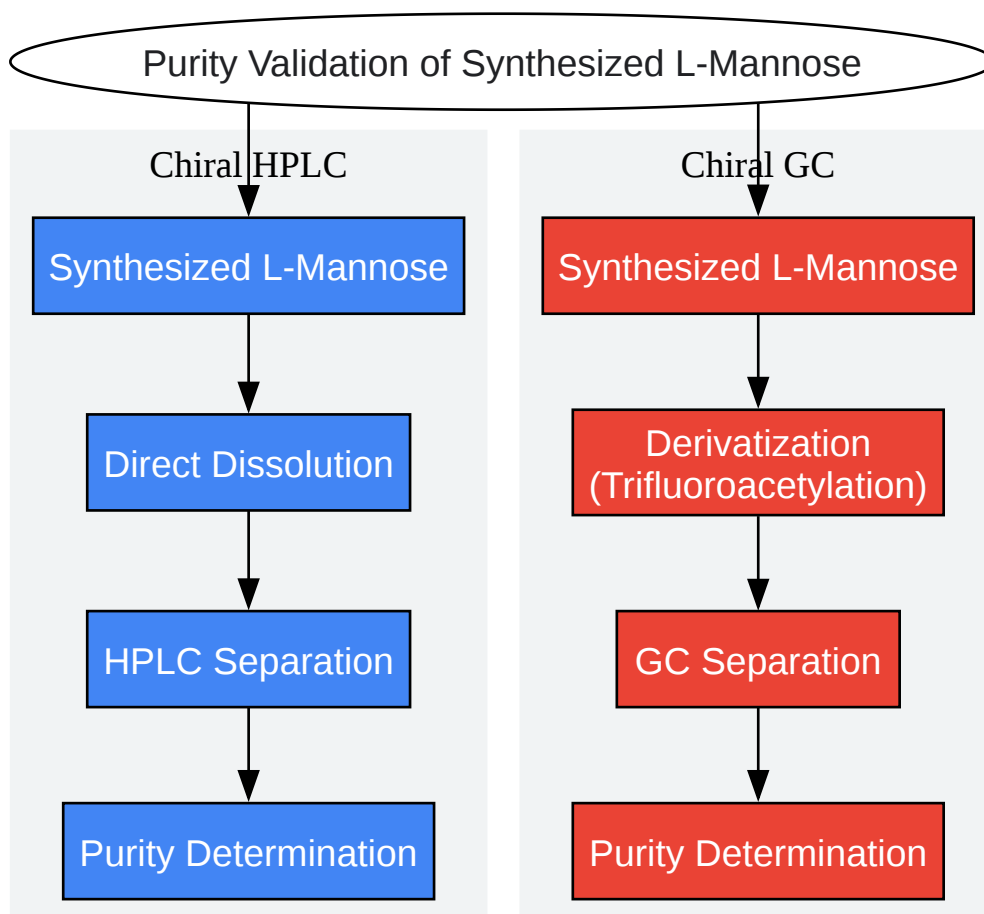 Purity Validation of Synthesized L-Mannose
Chiral HPLC
Synthesized L-Mannose
Direct Dissolution
HPLC Separation
Purity Determination
Chiral GC
Synthesized L-Mannose
Derivatization
(Trifluoroacetylation)
GC Separation
Purity Determination